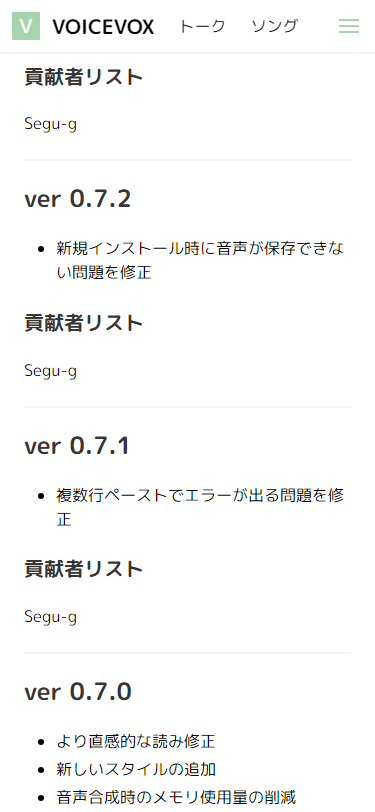 V VOICEVOX トーク ソング
貢献者リスト
Segu-g
ver 0.7.2
新規インストール時に音声が保存できな
い問題を修正
貢献者リスト
Segu-g
ver 0.7.1
複数行ペーストでエラーが出る問題を修
正
貢献者リスト
Segu-g
ver 0.7.0
より直感的な読み修正
新しいスタイルの追加
音声合成時のメモリ使用量の削減